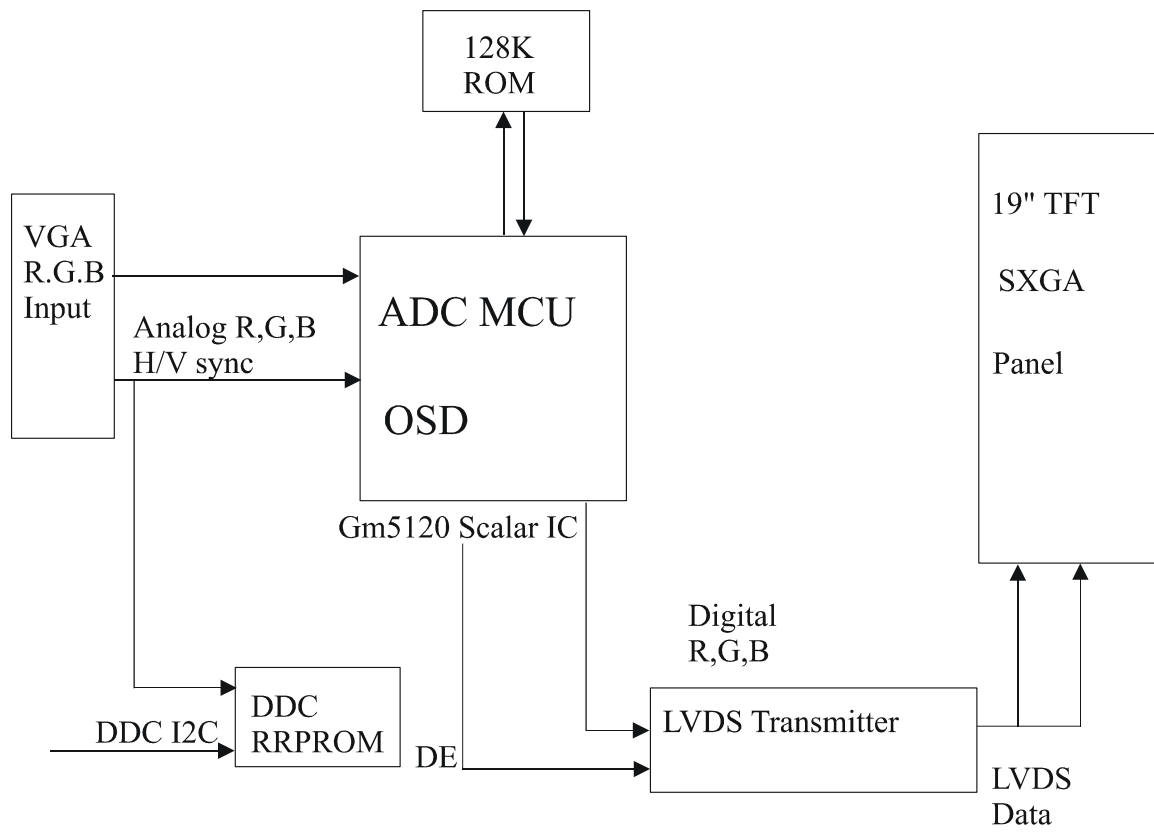 128K
ROM
VGA
R.G.B
Input
Analog R,G,B
H/V sync
ADC MCU
OSD
Gm5120 Scalar IC
19" TFT
SXGA
Panel
Digital
R,G,B
DDC
RRPROM
DDC I2C
DE
LVDS Transmitter
LVDS
Data